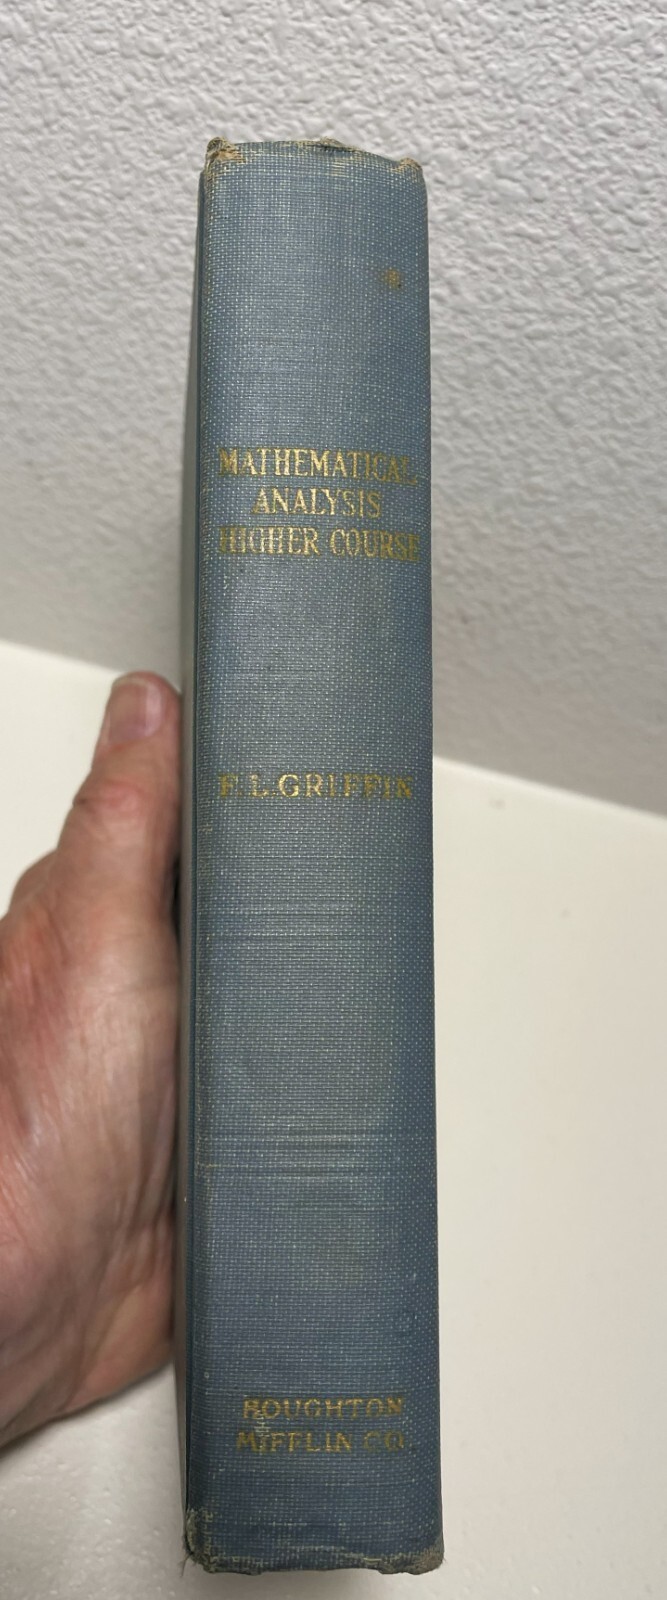 MATHEMATICAL
ANALYSIS
HIGHER COURSE
F. L. GRIFFIN
HOUGHTON
MIFFLIN CO.